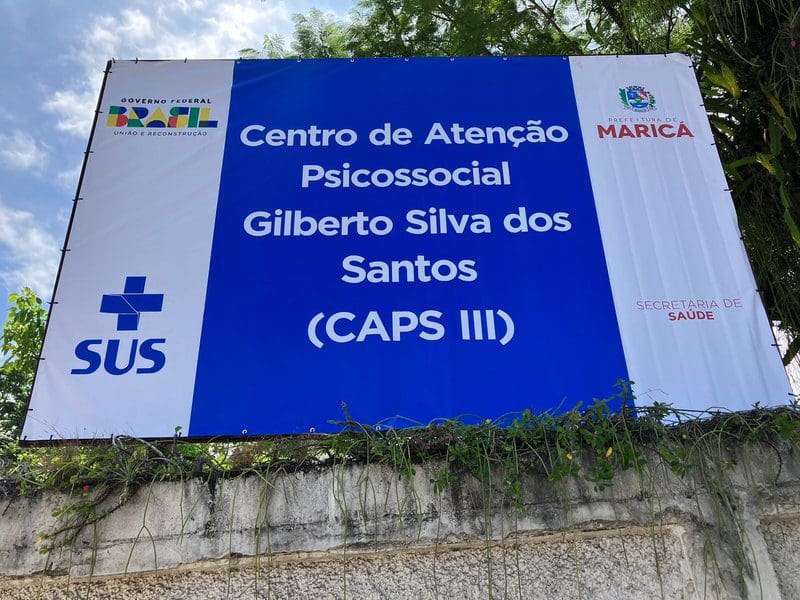 GOVERNO FEDERAL
BRASIL
UNIÃO E RECONSTRUÇÃO
Centro de Atenção
Psicossocial
Gilberto Silva dos
Santos
(CAPS III)
PREFEITURA DE
MARICÁ
SUS
SECRETARIA DE
SAÚDE